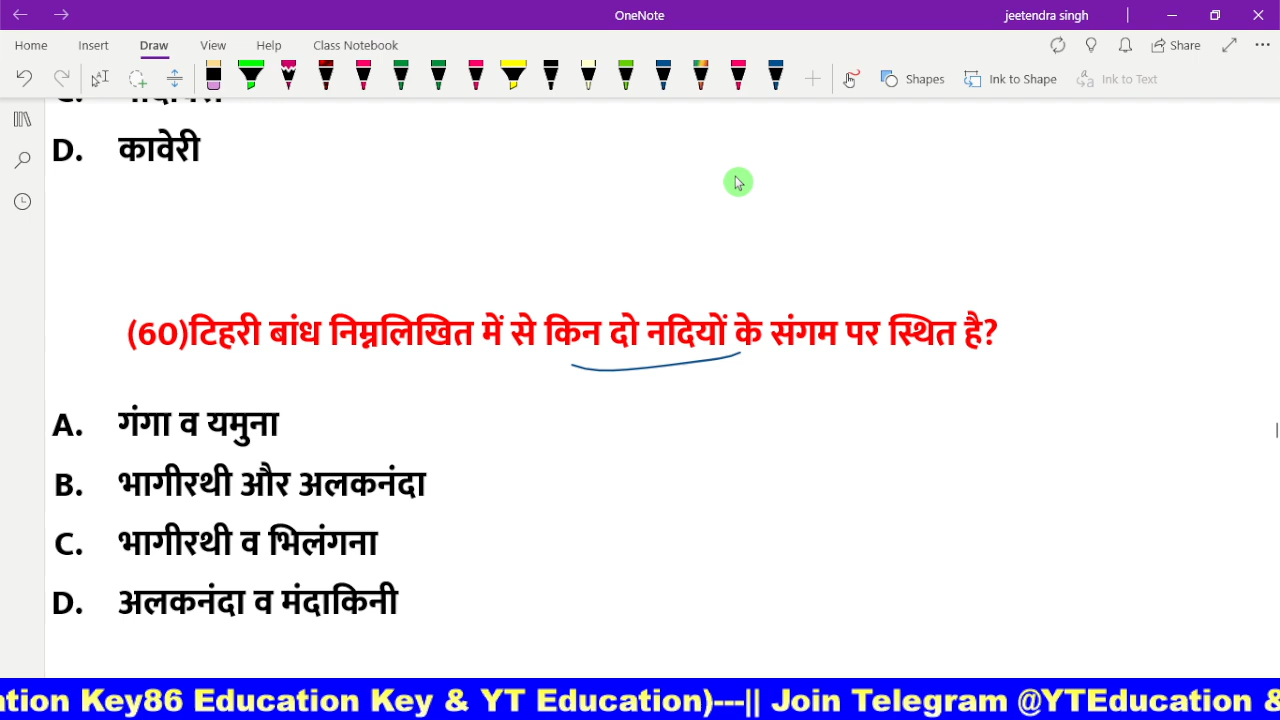 OneNote
jeetendra singh
Home Insert Draw View Help Class Notebook
Share
Shapes Ink to Shape Ink to Text
D. कावेरी
(60)टिहरी बांध निम्नलिखित में से किन दो नदियों के संगम पर स्थित है?
A. गंगा व यमुना
B. भागीरथी और अलकनंदा
C. भागीरथी व भिलंगना
D. अलकनंदा व मंदाकिनी
Key86 Education Key & YT Education)---|| Join Telegram @YTEducation &